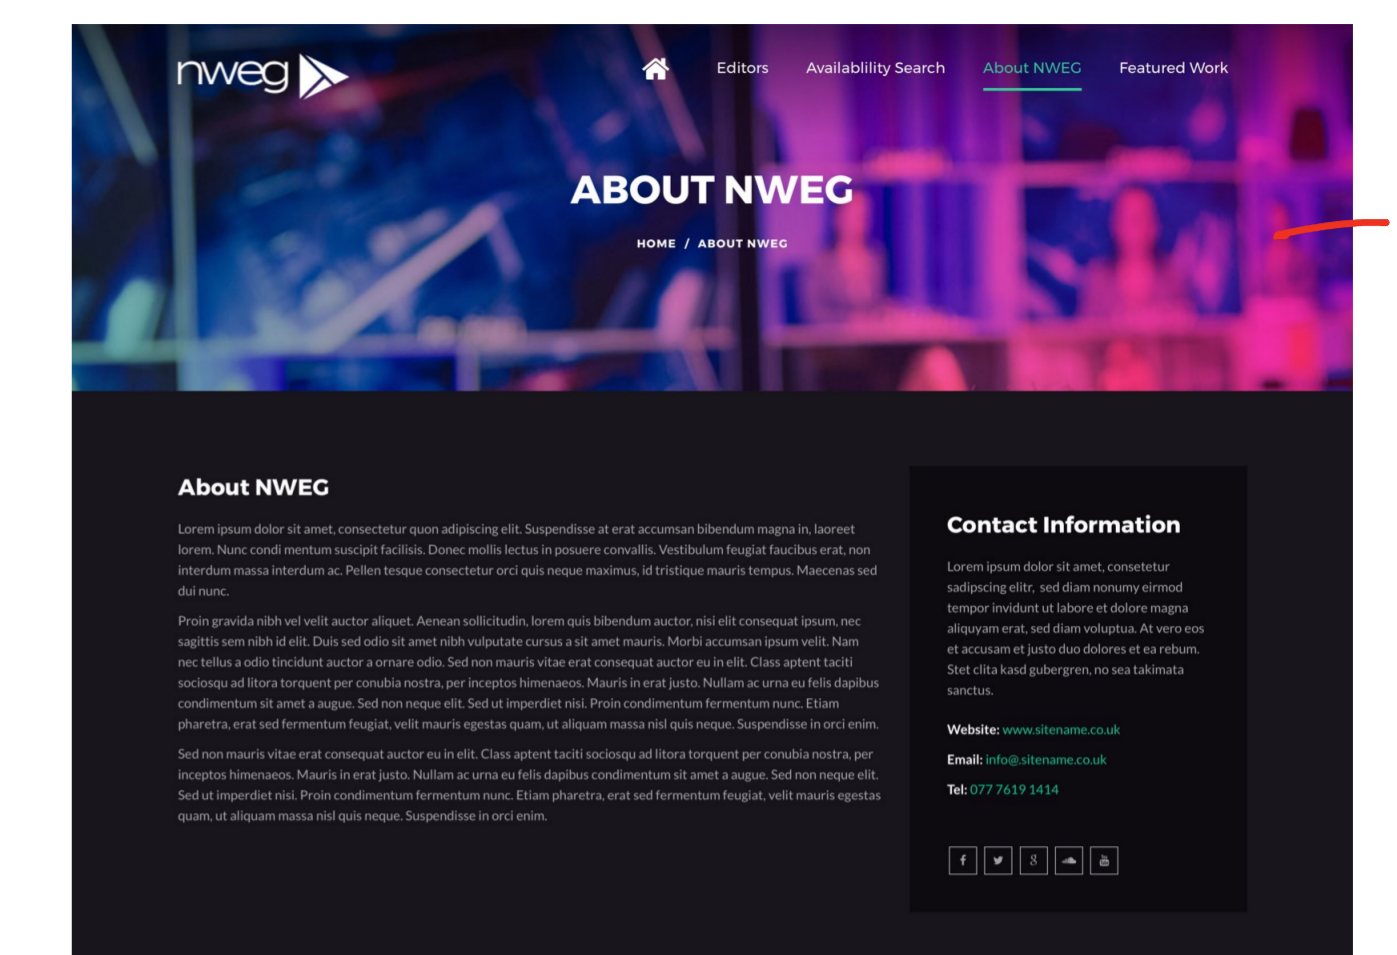 nweg
Editors
Availablility Search
About NWEG
Featured Work
ABOUT NWEG
HOME / ABOUT NWEG
About NWEG
Lorem ipsum dolor sit amet, consectetur quon adipiscing elit. Suspendisse at erat accumsan bibendum magna in, laoreet
lorem. Nunc condi mentum suscipit facilisis. Donec mollis lectus in posuere convallis. Vestibulum feugiat faucibus erat, non
interdum massa interdum ac. Pellen tesque consectetur orci quis neque maximus, id tristique mauris tempus. Maecenas sed
dui nunc.
Proin gravida nibh vel velit auctor aliquet. Aenean sollicitudin, lorem quis bibendum auctor, nisi elit consequat ipsum, nec
sagittis sem nibh id elit. Duis sed odio sit amet nibh vulputate cursus a sit amet mauris. Morbi accumsan ipsum velit. Nam
nec tellus a odio tincidunt auctor a ornare odio. Sed non mauris vitae erat consequat auctor eu in elit. Class aptent taciti
sociosqu ad litora torquent per conubia nostra, per inceptos himenaeos. Mauris in erat justo. Nullam ac urna eu felis dapibus
condimentum sit amet a augue. Sed non neque elit. Sed ut imperdiet nisi. Proin condimentum fermentum nunc. Etiam
pharetra, erat sed fermentum feugiat, velit mauris egestas quam, ut aliquam massa nisl quis neque. Suspendisse in orci enim.
Sed non mauris vitae erat consequat auctor eu in elit. Class aptent taciti sociosqu ad litora torquent per conubia nostra, per
inceptos himenaeos. Mauris in erat justo. Nullam ac urna eu felis dapibus condimentum sit amet a augue. Sed non neque elit.
Sed ut imperdiet nisi. Proin condimentum fermentum nunc. Etiam pharetra, erat sed fermentum feugiat, velit mauris egestas
quam, ut aliquam massa nisl quis neque. Suspendisse in orci enim.
Contact Information
Lorem ipsum dolor sit amet, consetetur
sadipscing elitr, sed diam nonumy eirmod
tempor invidunt ut labore et dolore magna
aliquyam erat, sed diam voluptua. At vero eos
et accusam et justo duo dolores et ea rebum.
Stet clita kasd gubergren, no sea takimata
sanctus.
Website: www.sitename.co.uk
Email: info@.sitename.co.uk
Tel: 077 7619 1414